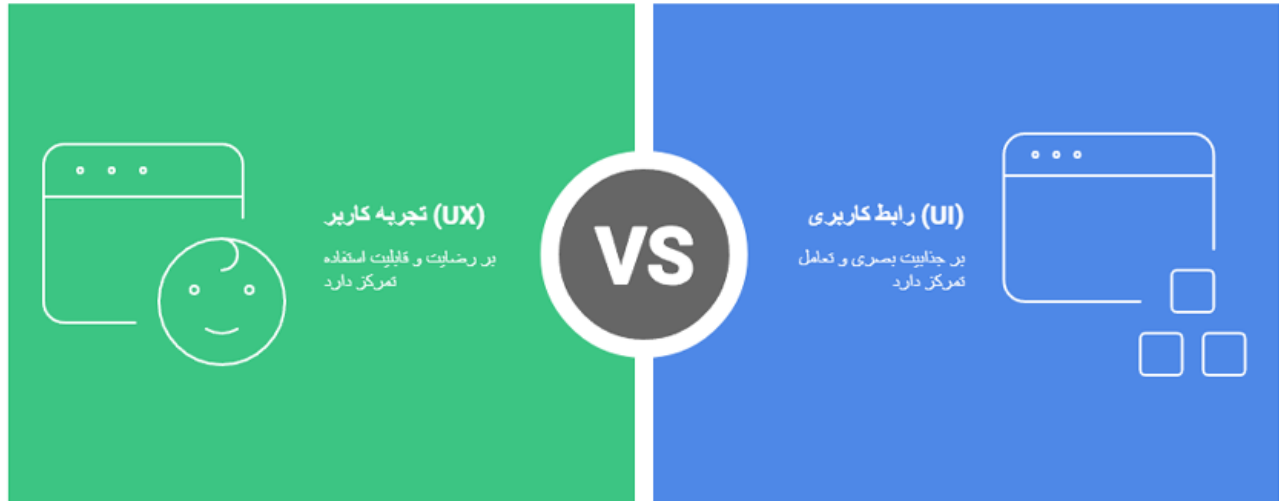 (UX) تجربه کاربر
بر رضایت و قابلیت استفاده
تمرکز دارد
VS
(UI) رابط کاربری
بر جذابیت بصری و تعامل
تمرکز دارد